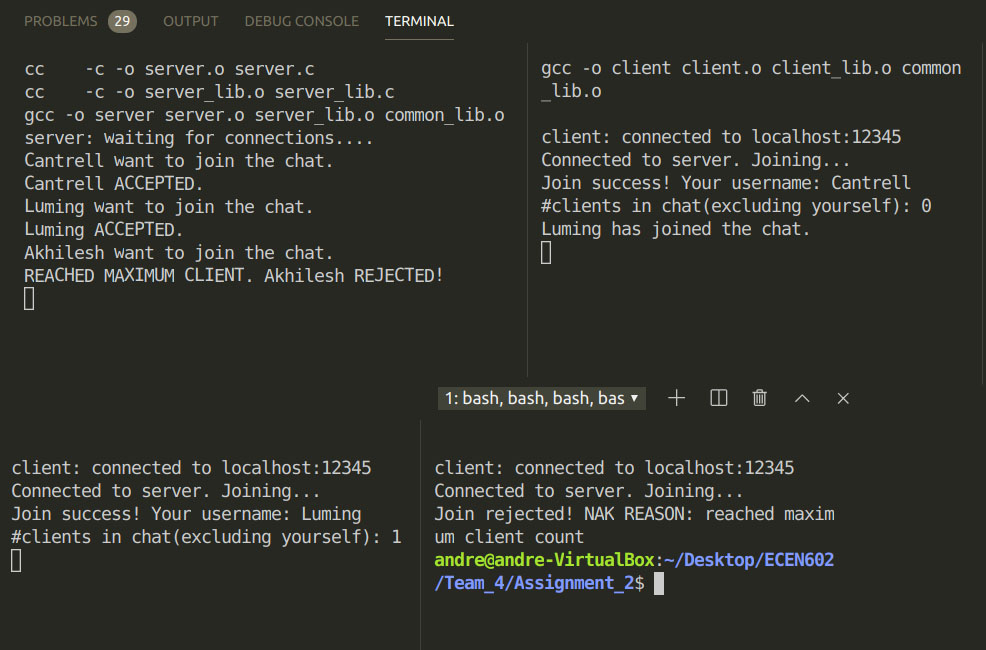 PROBLEMS 29 OUTPUT DEBUG CONSOLE TERMINAL
cc    -c -o server.o server.c
cc    -c -o server_lib.o server_lib.c
gcc -o server server.o server_lib.o common_lib.o
server: waiting for connections....
Cantrell want to join the chat.
Cantrell ACCEPTED.
Luming want to join the chat.
Luming ACCEPTED.
Akhilesh want to join the chat.
REACHED MAXIMUM CLIENT. Akhilesh REJECTED!
gcc -o client client.o client_lib.o common
_lib.o
client: connected to localhost:12345
Connected to server. Joining...
Join success! Your username: Cantrell
#clients in chat(excluding yourself): 0
Luming has joined the chat.
1: bash, bash, bash, bas
client: connected to localhost:12345
Connected to server. Joining...
Join success! Your username: Luming
#clients in chat(excluding yourself): 1
client: connected to localhost:12345
Connected to server. Joining...
Join rejected! NAK REASON: reached maxim
um client count
andre@andre-VirtualBox:~/Desktop/ECEN602
/Team_4/Assignment_2$